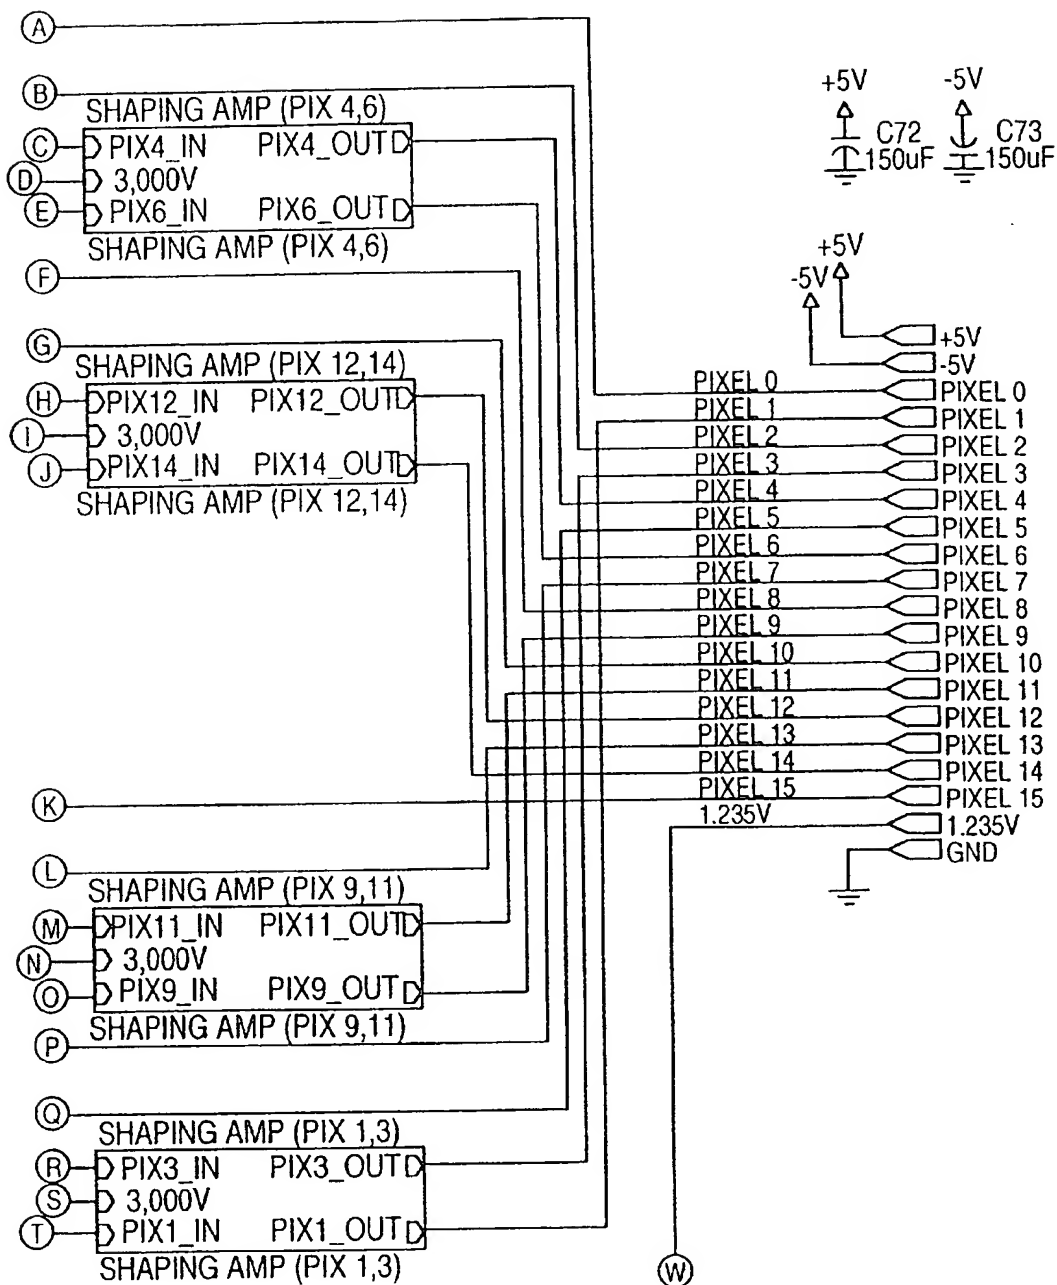 A
B
SHAPING AMP (PIX 4,6)
C PIX4_IN PIX4_OUT
D 3,000V
E PIX6_IN PIX6_OUT
SHAPING AMP (PIX 4,6)
F
G
SHAPING AMP (PIX 12,14)
H PIX12_IN PIX12_OUT
I 3,000V
J PIX14_IN PIX14_OUT
SHAPING AMP (PIX 12,14)
K
L
SHAPING AMP (PIX 9,11)
M PIX11_IN PIX11_OUT
N 3,000V
O PIX9_IN PIX9_OUT
SHAPING AMP (PIX 9,11)
P
Q
SHAPING AMP (PIX 1,3)
R PIX3_IN PIX3_OUT
S 3,000V
T PIX1_IN PIX1_OUT
SHAPING AMP (PIX 1,3)
+5V -5V
C72 C73
150uF 150uF
+5V
-5V
+5V
-5V
PIXEL 0 PIXEL 0
PIXEL 1 PIXEL 1
PIXEL 2 PIXEL 2
PIXEL 3 PIXEL 3
PIXEL 4 PIXEL 4
PIXEL 5 PIXEL 5
PIXEL 6 PIXEL 6
PIXEL 7 PIXEL 7
PIXEL 8 PIXEL 8
PIXEL 9 PIXEL 9
PIXEL 10 PIXEL 10
PIXEL 11 PIXEL 11
PIXEL 12 PIXEL 12
PIXEL 13 PIXEL 13
PIXEL 14 PIXEL 14
PIXEL 15 PIXEL 15
1.235V 1.235V
GND
W